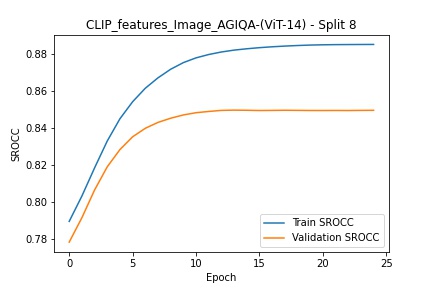 CLIP_features_Image_AGIQA-(ViT-14) - Split 8
0.88
0.86
0.84
0.82
0.80
0.78
SROCC
Train SROCC
Validation SROCC
0 5 10 15 20 25
Epoch